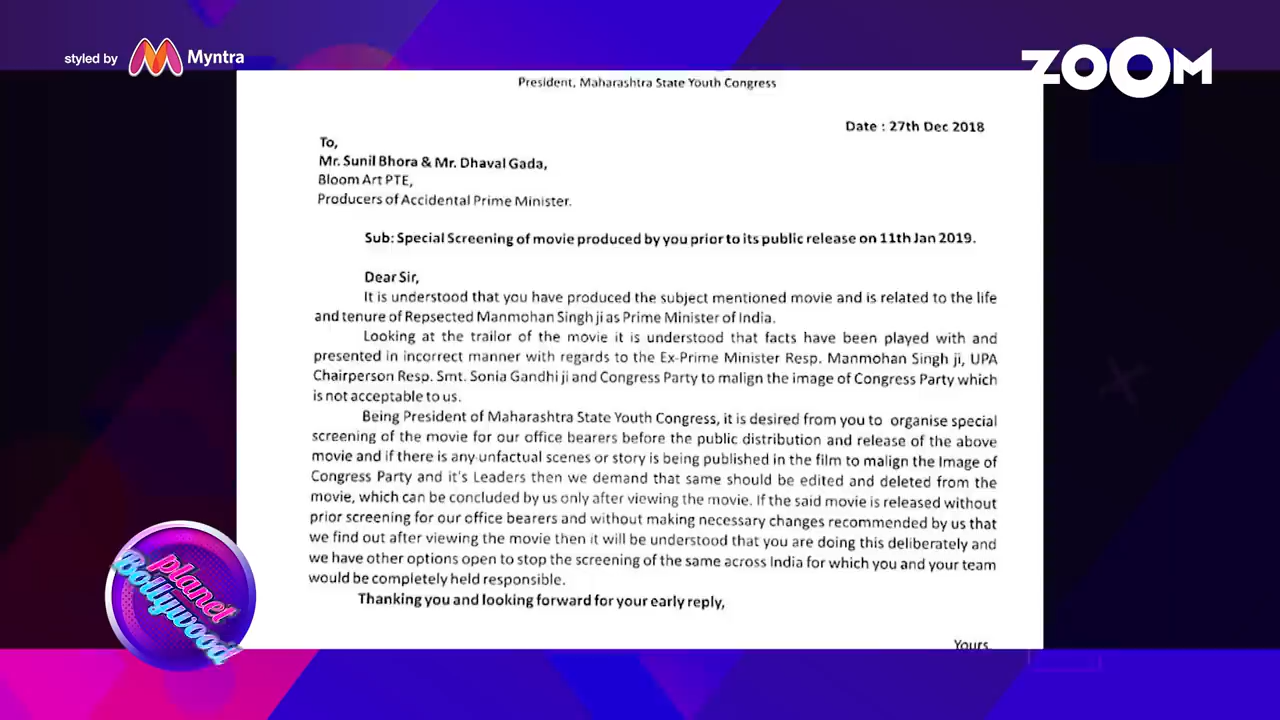 styled by Myntra
ZOOM
President, Maharashtra State Youth Congress
Date : 27th Dec 2018
To,
Mr. Sunil Bhora & Mr. Dhaval Gada,
Bloom Art PTE,
Producers of Accidental Prime Minister.
Sub: Special Screening of movie produced by you prior to its public release on 11th Jan 2019.
Dear Sir,
It is understood that you have produced the subject mentioned movie and is related to the life
and tenure of Repsected Manmohan Singh ji as Prime Minister of India.
Looking at the trailor of the movie it is understood that facts have been played with and
presented in incorrect manner with regards to the Ex-Prime Minister Resp. Manmohan Singh ji, UPA
Chairperson Resp. Smt. Sonia Gandhi ji and Congress Party to malign the image of Congress Party which
is not acceptable to us.
Being President of Maharashtra State Youth Congress, it is desired from you to organise special
screening of the movie for our office bearers before the public distribution and release of the above
movie and if there is any unfactual scenes or story is being published in the film to malign the Image of
Congress Party and it's Leaders then we demand that same should be edited and deleted from the
movie, which can be concluded by us only after viewing the movie. If the said movie is released without
prior screening for our office bearers and without making necessary changes recommended by us that
we find out after viewing the movie then it will be understood that you are doing this deliberately and
we have other options open to stop the screening of the same across India for which you and your team
would be completely held responsible.
Thanking you and looking forward for your early reply,
Yours,
planet
Bollywood